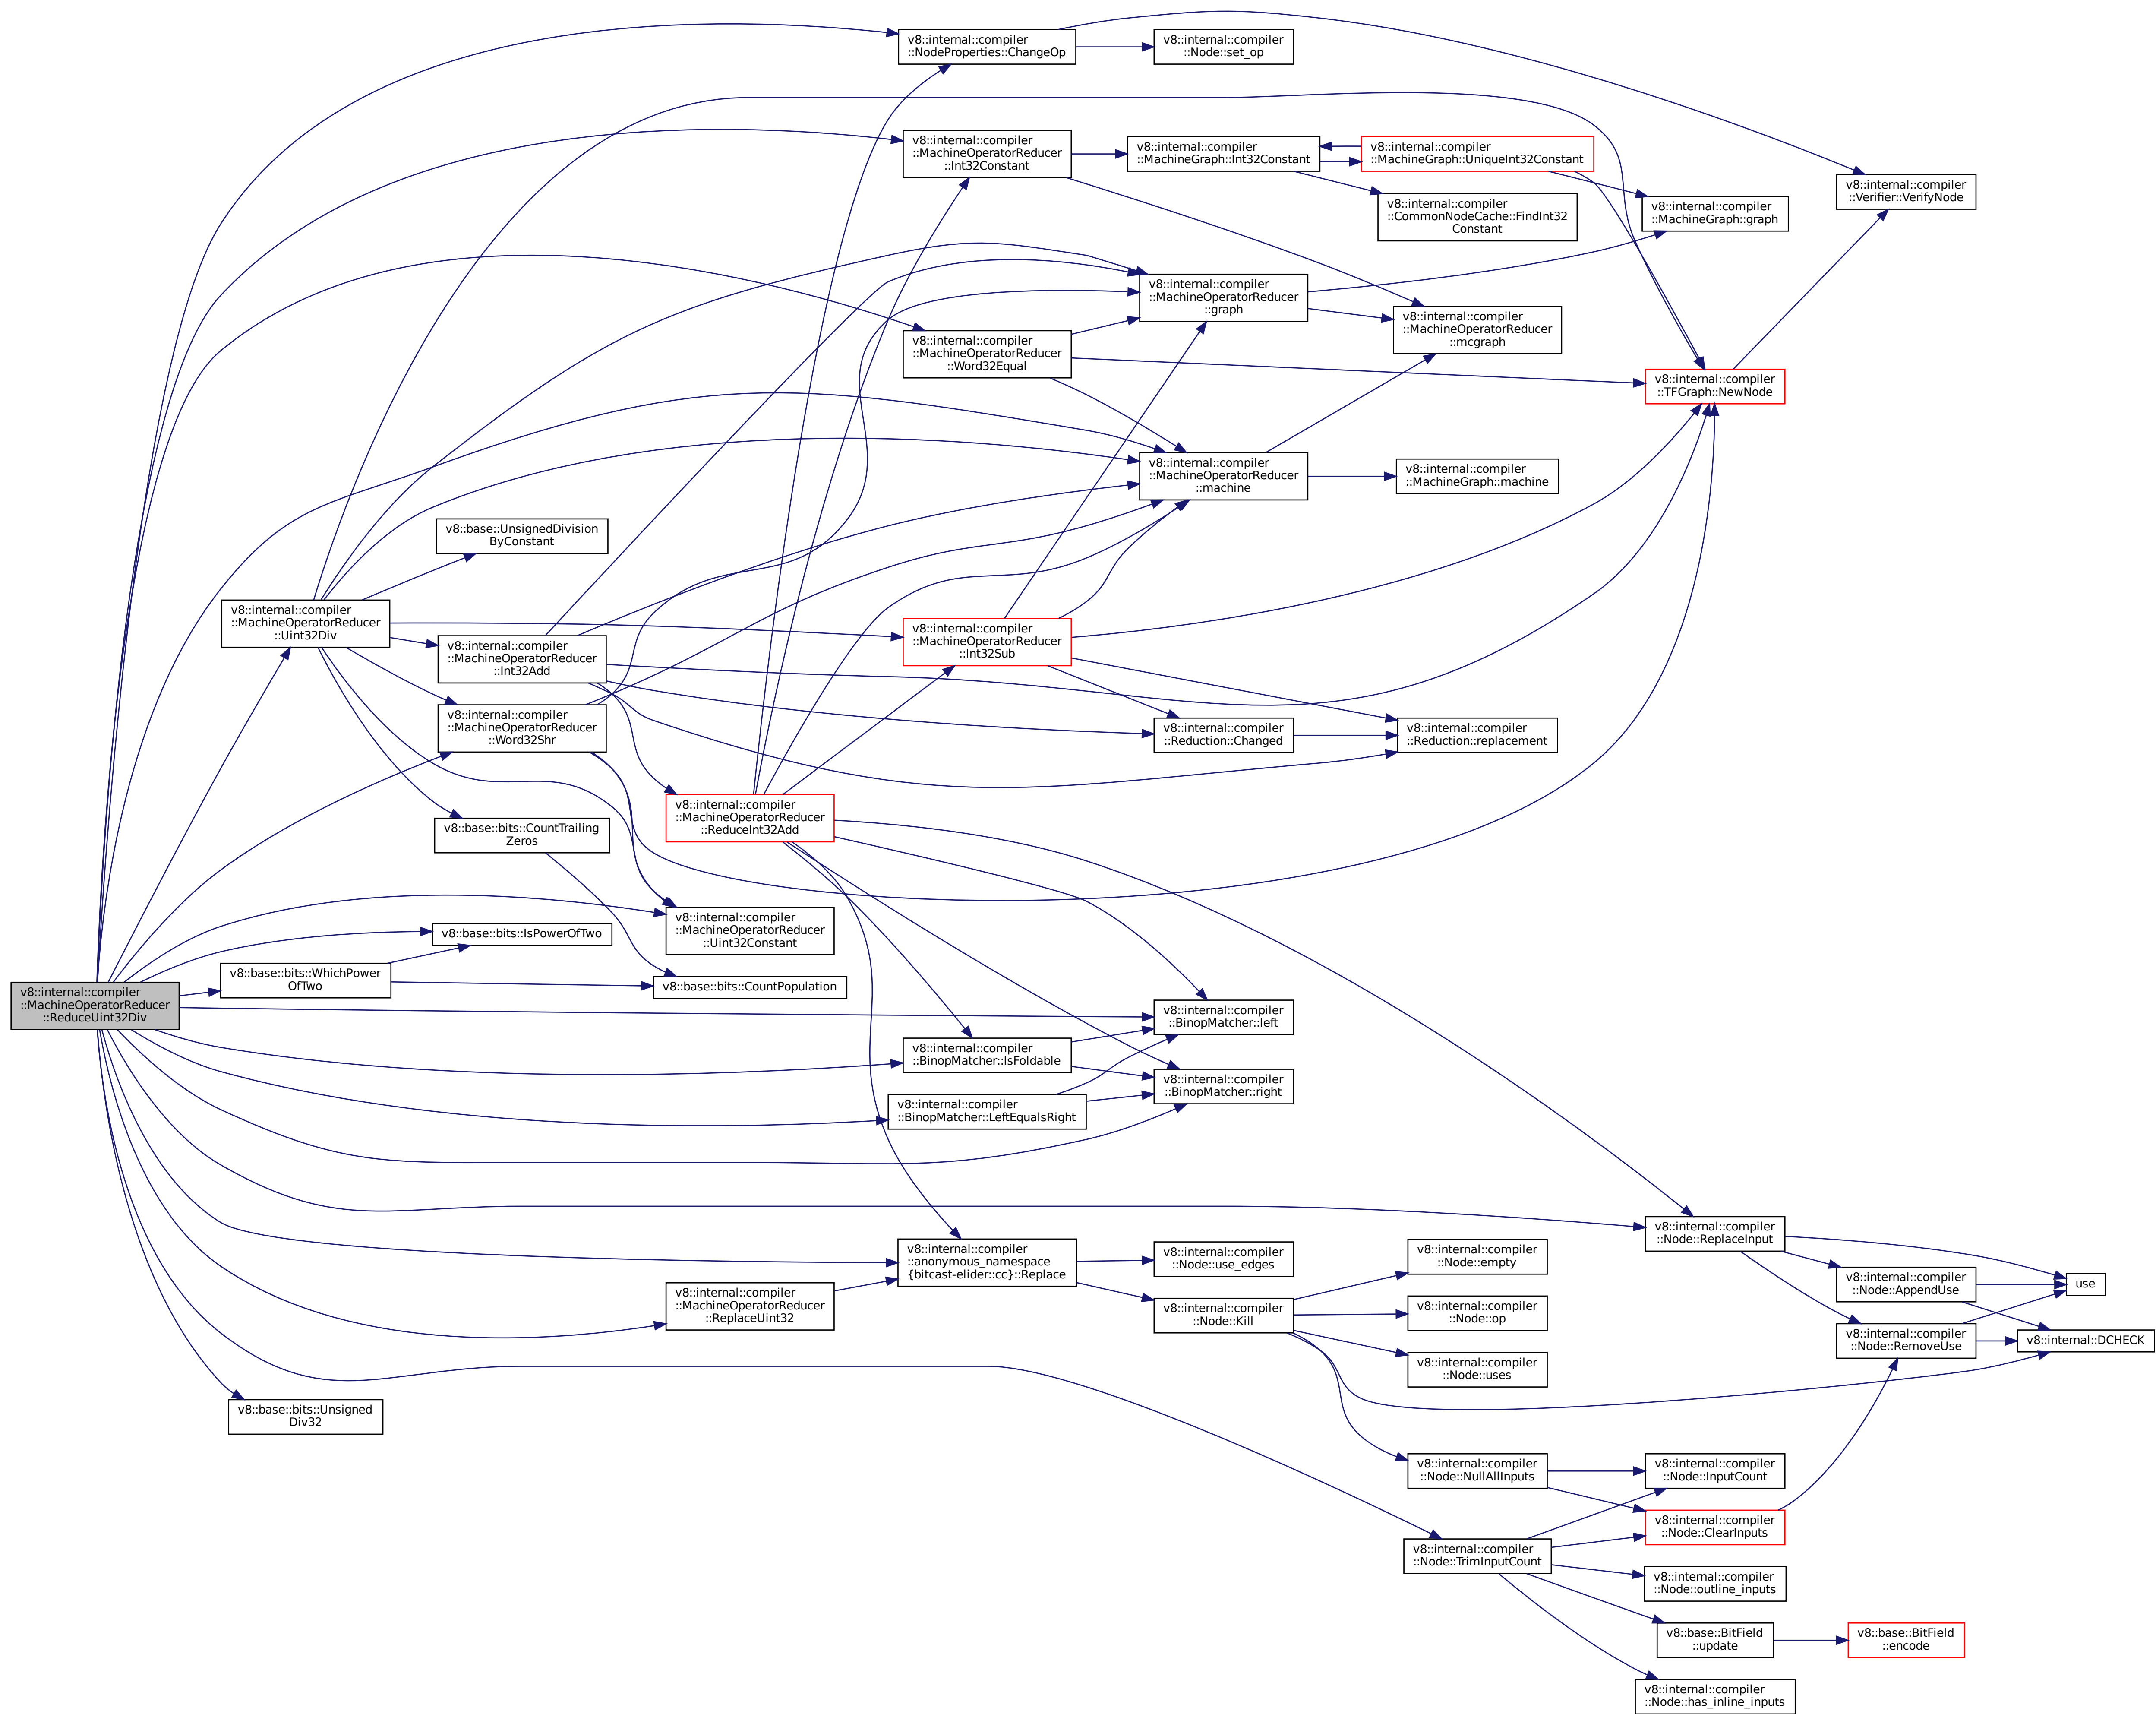 v8::internal::compiler
::NodeProperties::ChangeOp
v8::internal::compiler
::Node::set_op
v8::internal::compiler
::MachineOperatorReducer
::Int32Constant
v8::internal::compiler
::MachineGraph::Int32Constant
v8::internal::compiler
::MachineGraph::UniqueInt32Constant
v8::internal::compiler
::Verifier::VerifyNode
v8::internal::compiler
::CommonNodeCache::FindInt32
Constant
v8::internal::compiler
::MachineGraph::graph
v8::internal::compiler
::MachineOperatorReducer
::graph
v8::internal::compiler
::MachineOperatorReducer
::mcgraph
v8::internal::compiler
::MachineOperatorReducer
::Word32Equal
v8::internal::compiler
::TFGraph::NewNode
v8::internal::compiler
::MachineOperatorReducer
::machine
v8::internal::compiler
::MachineGraph::machine
v8::base::UnsignedDivision
ByConstant
v8::internal::compiler
::MachineOperatorReducer
::Uint32Div
v8::internal::compiler
::MachineOperatorReducer
::Int32Add
v8::internal::compiler
::MachineOperatorReducer
::Int32Sub
v8::internal::compiler
::MachineOperatorReducer
::Word32Shr
v8::internal::compiler
::Reduction::Changed
v8::internal::compiler
::Reduction::replacement
v8::internal::compiler
::MachineOperatorReducer
::ReduceInt32Add
v8::base::bits::CountTrailing
Zeros
v8::internal::compiler
::MachineOperatorReducer
::Uint32Constant
v8::base::bits::IsPowerOfTwo
v8::base::bits::WhichPower
OfTwo
v8::base::bits::CountPopulation
v8::internal::compiler
::MachineOperatorReducer
::ReduceUint32Div
v8::internal::compiler
::BinopMatcher::left
v8::internal::compiler
::BinopMatcher::IsFoldable
v8::internal::compiler
::BinopMatcher::right
v8::internal::compiler
::BinopMatcher::LeftEqualsRight
v8::internal::compiler
::Node::ReplaceInput
v8::internal::compiler
::anonymous_namespace
{bitcast-elider::cc}::Replace
v8::internal::compiler
::Node::use_edges
v8::internal::compiler
::Node::empty
v8::internal::compiler
::Node::AppendUse
use
v8::internal::compiler
::MachineOperatorReducer
::ReplaceUint32
v8::internal::compiler
::Node::Kill
v8::internal::compiler
::Node::op
v8::internal::compiler
::Node::RemoveUse
v8::internal::DCHECK
v8::internal::compiler
::Node::uses
v8::base::bits::Unsigned
Div32
v8::internal::compiler
::Node::NullAllInputs
v8::internal::compiler
::Node::InputCount
v8::internal::compiler
::Node::ClearInputs
v8::internal::compiler
::Node::TrimInputCount
v8::internal::compiler
::Node::outline_inputs
v8::base::BitField
::update
v8::base::BitField
::encode
v8::internal::compiler
::Node::has_inline_inputs